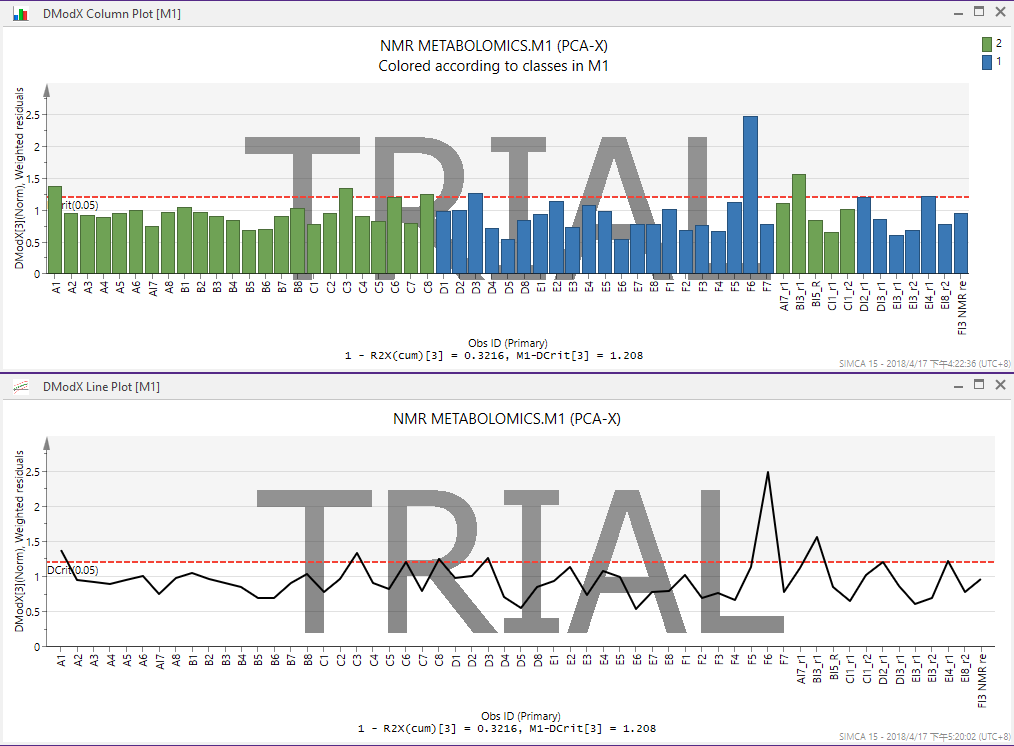 DModX Column Plot [M1]
NMR METABOLOMICS.M1 (PCA-X)
Colored according to classes in M1
2
1
TRIAL
DModX[3](Norm), Weighted residuals
2.5
2
1.5
1
0.5
0
rit(0.05)
A1 A2 A3 A4 A5 A6 AI7 A8 B1 B2 B3 B4 B5 B6 B7 B8 C1 C2 C3 C4 C5 C6 C7 C8 D1 D2 D3 D4 D5 D8 E1 E2 E3 E4 E5 E6 E7 E8 F1 F2 F3 F4 F5 F6 F7 AI7_r1 BI3_r1 BI5_R CI1_r1 CI1_r2 DI2_r1 DI3_r1 EI3_r1 EI3_r2 EI4_r1 EI8_r2 FI3 NMR re
Obs ID (Primary)
1 - R2X(cum)[3] = 0.3216, M1-DCrit[3] = 1.208
SIMCA 15 - 2018/4/17 下午4:22:36 (UTC+8)
DModX Line Plot [M1]
NMR METABOLOMICS.M1 (PCA-X)
TRIAL
DModX[3](Norm), Weighted residuals
2.5
2
1.5
1
0.5
0
DCrit(0.05)
A1 A2 A3 A4 A5 A6 AI7 A8 B1 B2 B3 B4 B5 B6 B7 B8 C1 C2 C3 C4 C5 C6 C7 C8 D1 D2 D3 D4 D5 D8 E1 E2 E3 E4 E5 E6 E7 E8 F1 F2 F3 F4 F5 F6 F7 AI7_r1 BI3_r1 BI5_R CI1_r1 CI1_r2 DI2_r1 DI3_r1 EI3_r1 EI3_r2 EI4_r1 EI8_r2 FI3 NMR re
Obs ID (Primary)
1 - R2X(cum)[3] = 0.3216, M1-DCrit[3] = 1.208
SIMCA 15 - 2018/4/17 下午5:20:02 (UTC+8)